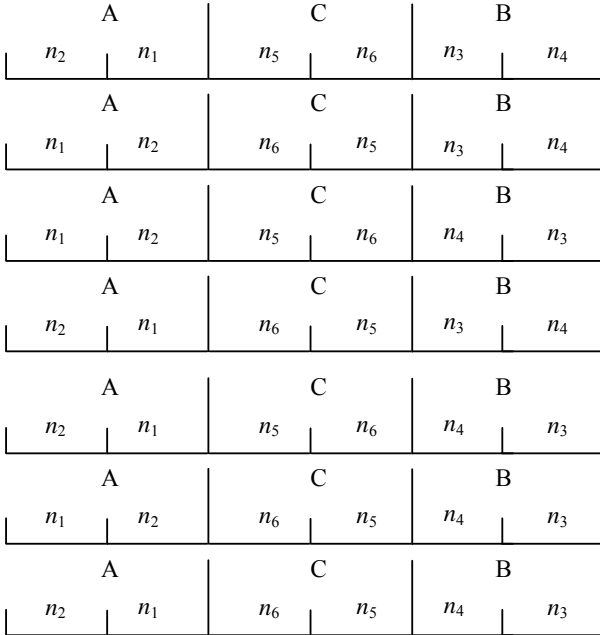 A C B
n₂ n₁ n₅ n₆ n₃ n₄
A C B
n₁ n₂ n₆ n₅ n₃ n₄
A C B
n₁ n₂ n₅ n₆ n₄ n₃
A C B
n₂ n₁ n₆ n₅ n₃ n₄
A C B
n₂ n₁ n₅ n₆ n₄ n₃
A C B
n₁ n₂ n₆ n₅ n₄ n₃
A C B
n₂ n₁ n₆ n₅ n₄ n₃